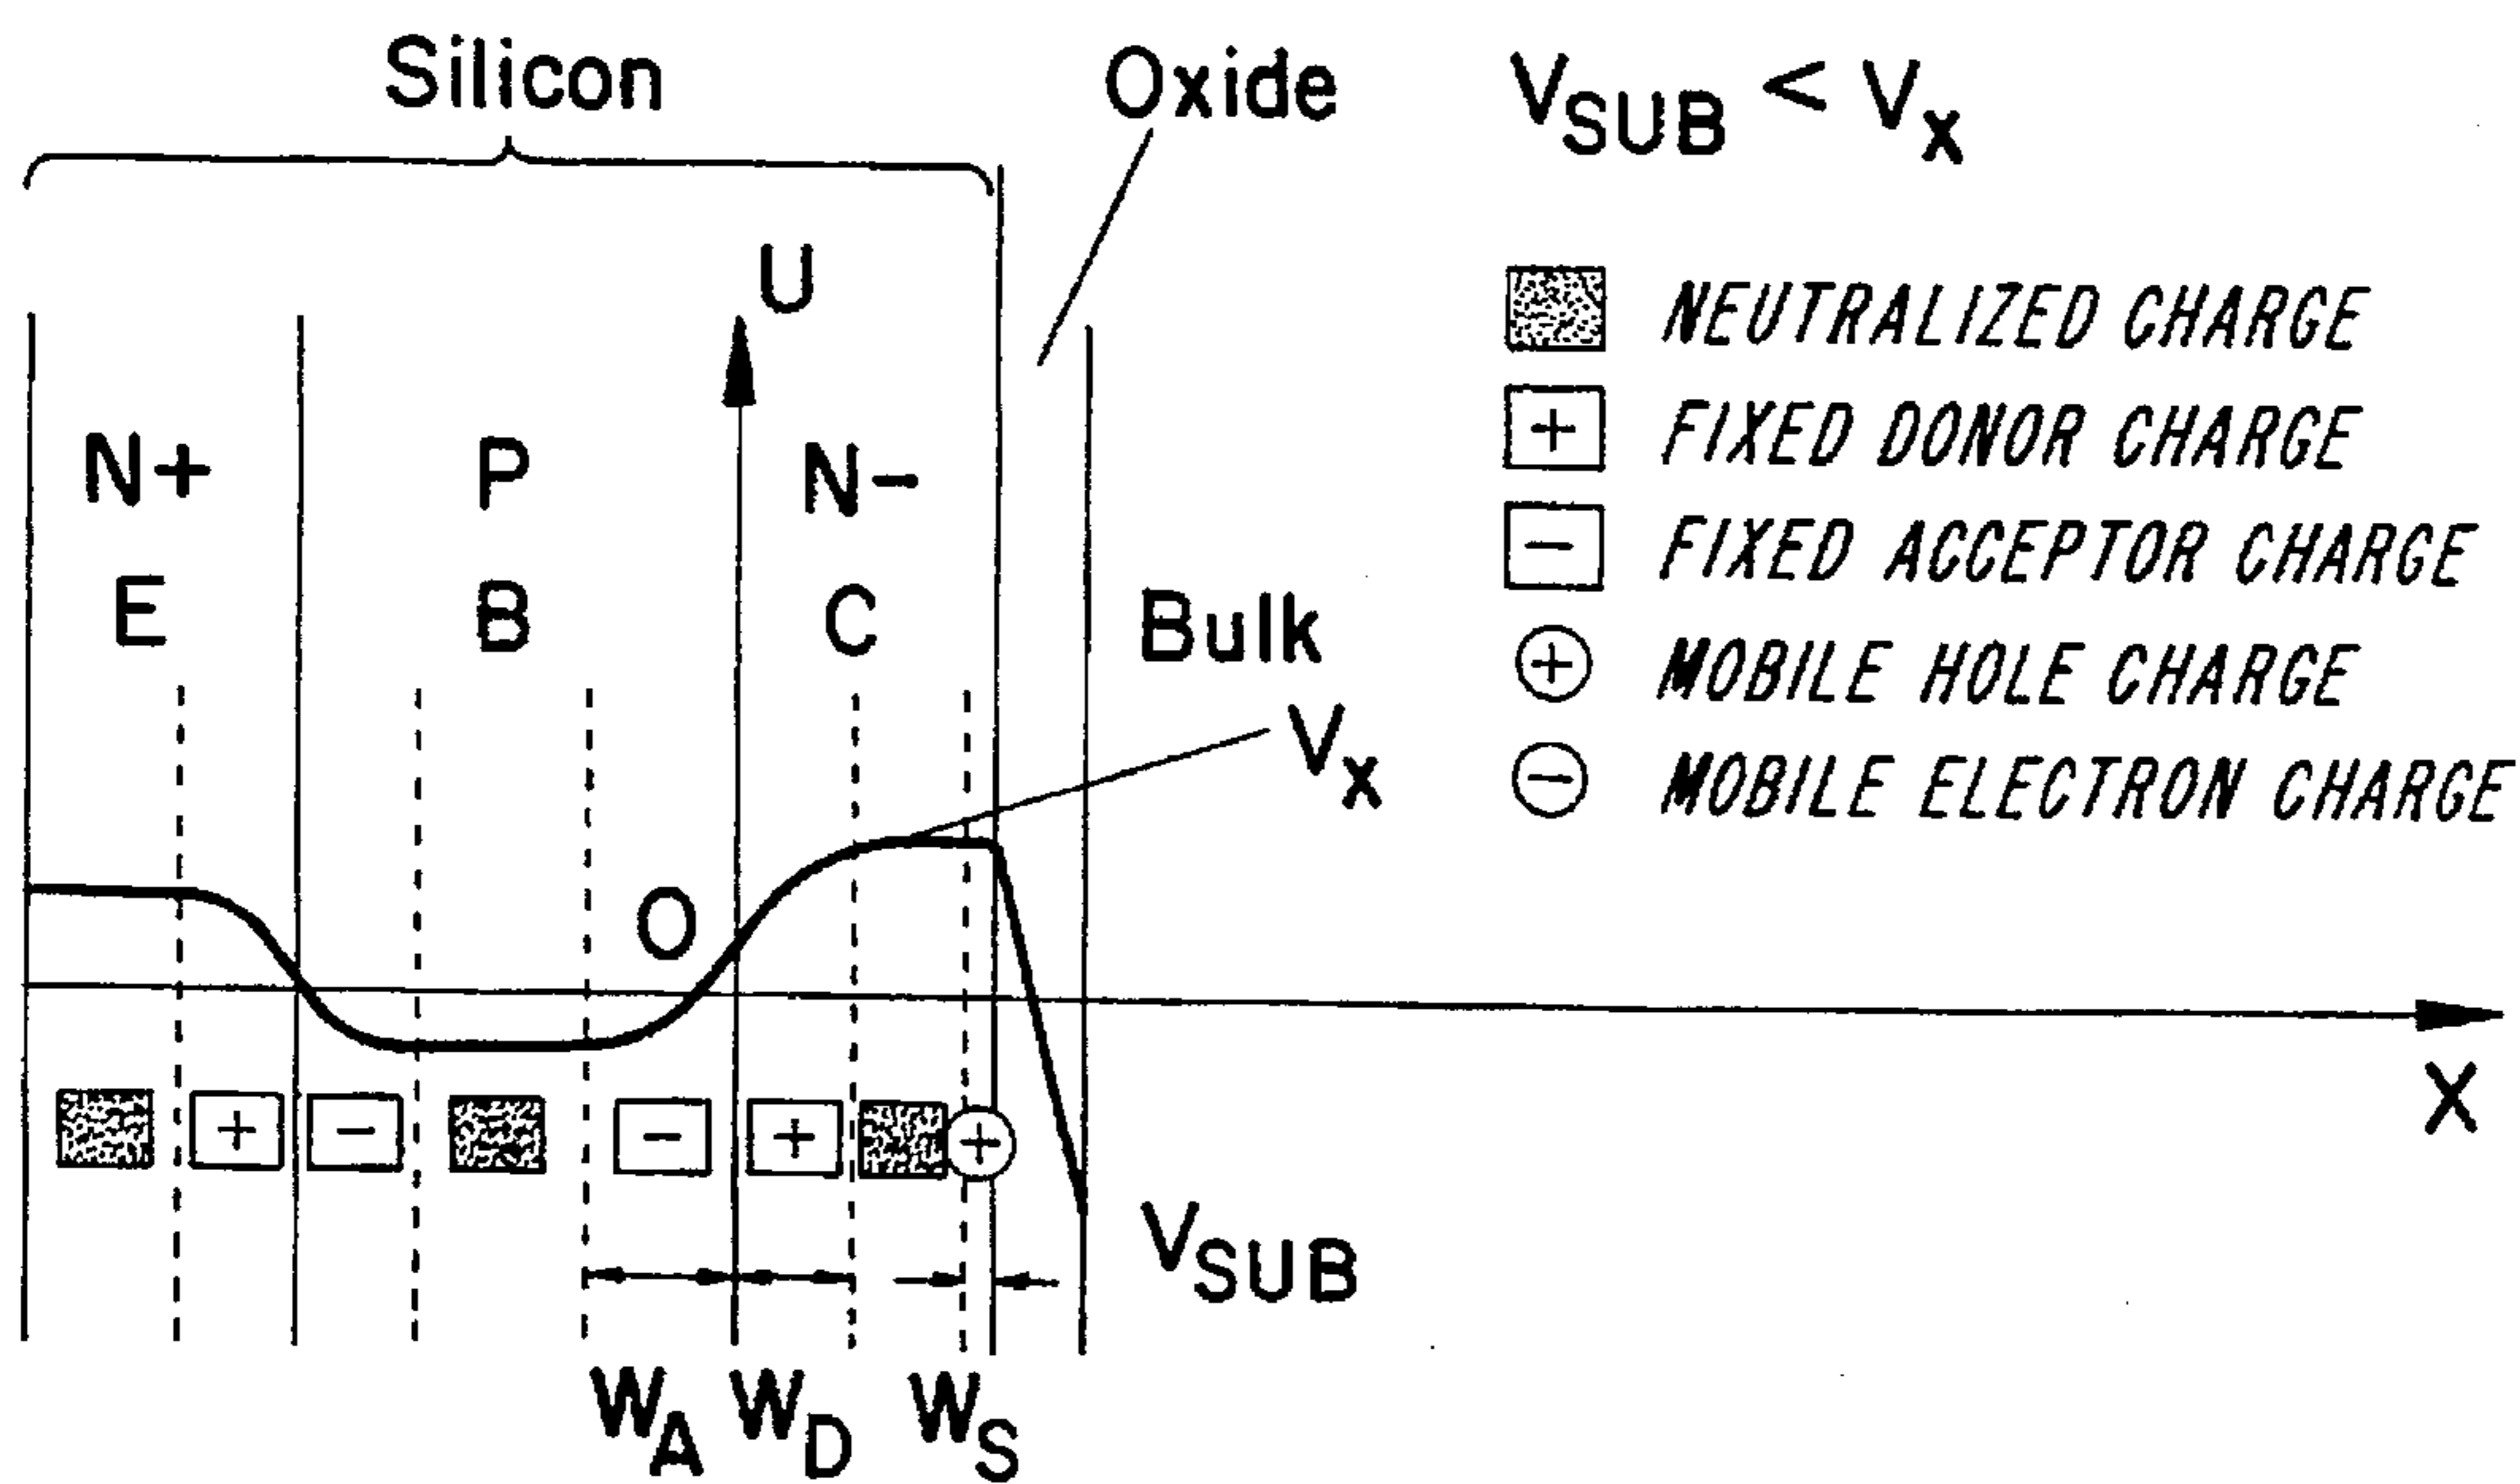 Silicon
Oxide
V_SUB < V_X
U
NEUTRALIZED CHARGE
+ FIXED DONOR CHARGE
− FIXED ACCEPTOR CHARGE
+ MOBILE HOLE CHARGE
− MOBILE ELECTRON CHARGE
N+ P N−
E B C
Bulk
V_X
O
+ − − + +
X
V_SUB
W_A W_D W_S